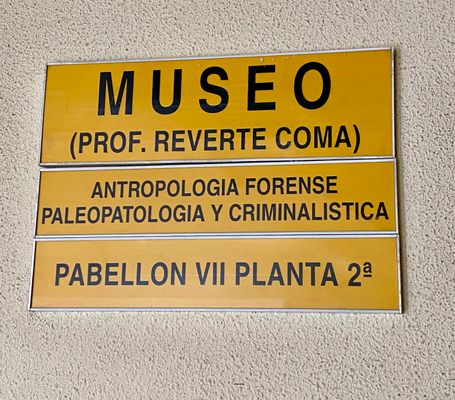 MUSEO
(PROF. REVERTE COMA)
ANTROPOLOGIA FORENSE
PALEOPATOLOGIA Y CRIMINALISTICA
PABELLON VII PLANTA 2ª